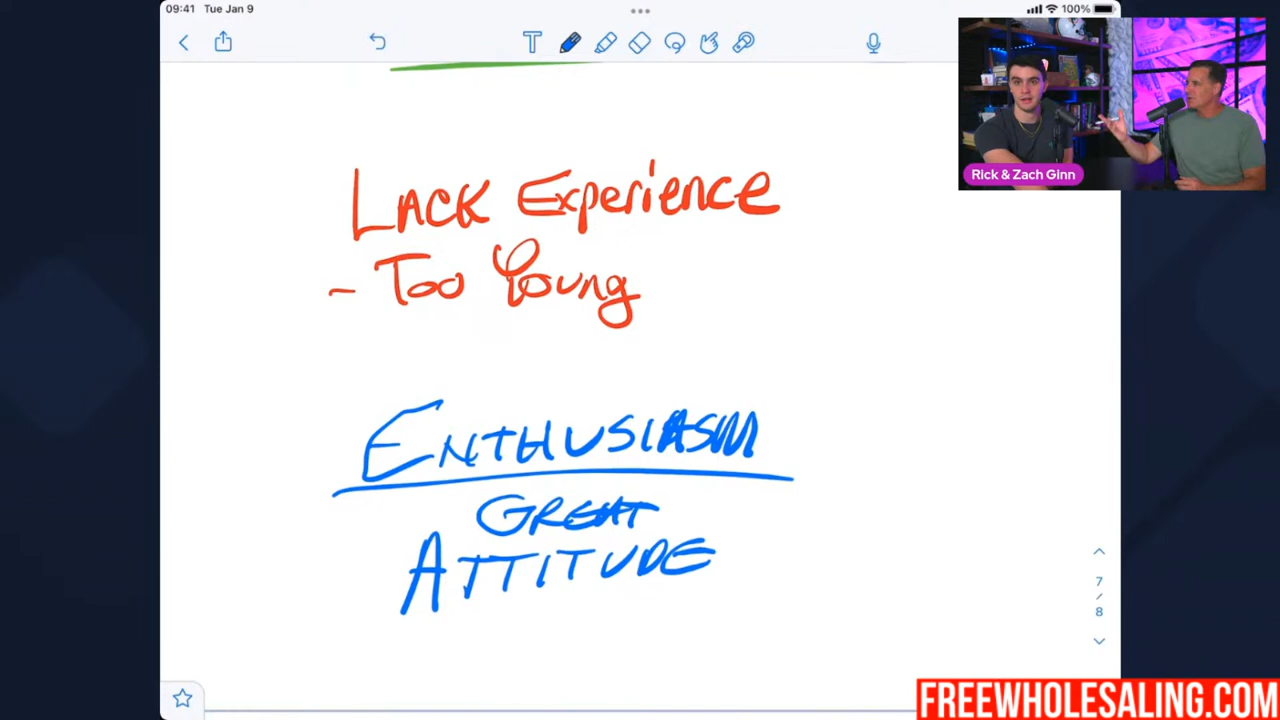 09:41 Tue Jan 9
100%
T
Rick & Zach Ginn
LACK Experience
- Too Young
ENTHUSIASM
GREAT
ATTITUDE
7
/
8
FREEWHOLESALING.COM